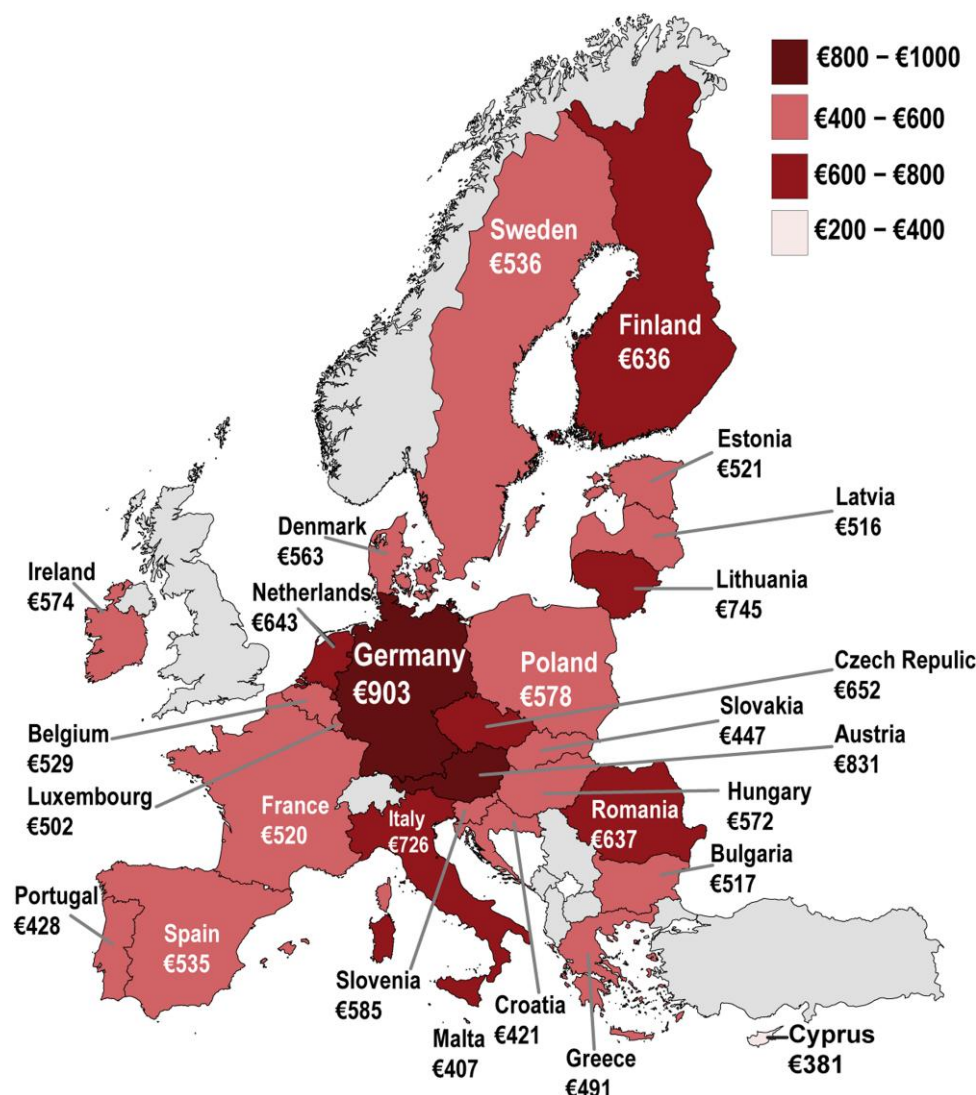 €800 – €1000
€400 – €600
€600 – €800
€200 – €400
Sweden
€536
Finland
€636
Estonia
€521
Latvia
€516
Denmark
€563
Ireland
€574
Netherlands
€643
Lithuania
€745
Germany
€903
Poland
€578
Czech Repulic
€652
Slovakia
€447
Belgium
€529
Austria
€831
Luxembourg
€502
Hungary
€572
France
€520
Italy
€726
Romania
€637
Bulgaria
€517
Portugal
€428
Spain
€535
Slovenia
€585
Croatia
€421
Malta
€407
Greece
€491
Cyprus
€381